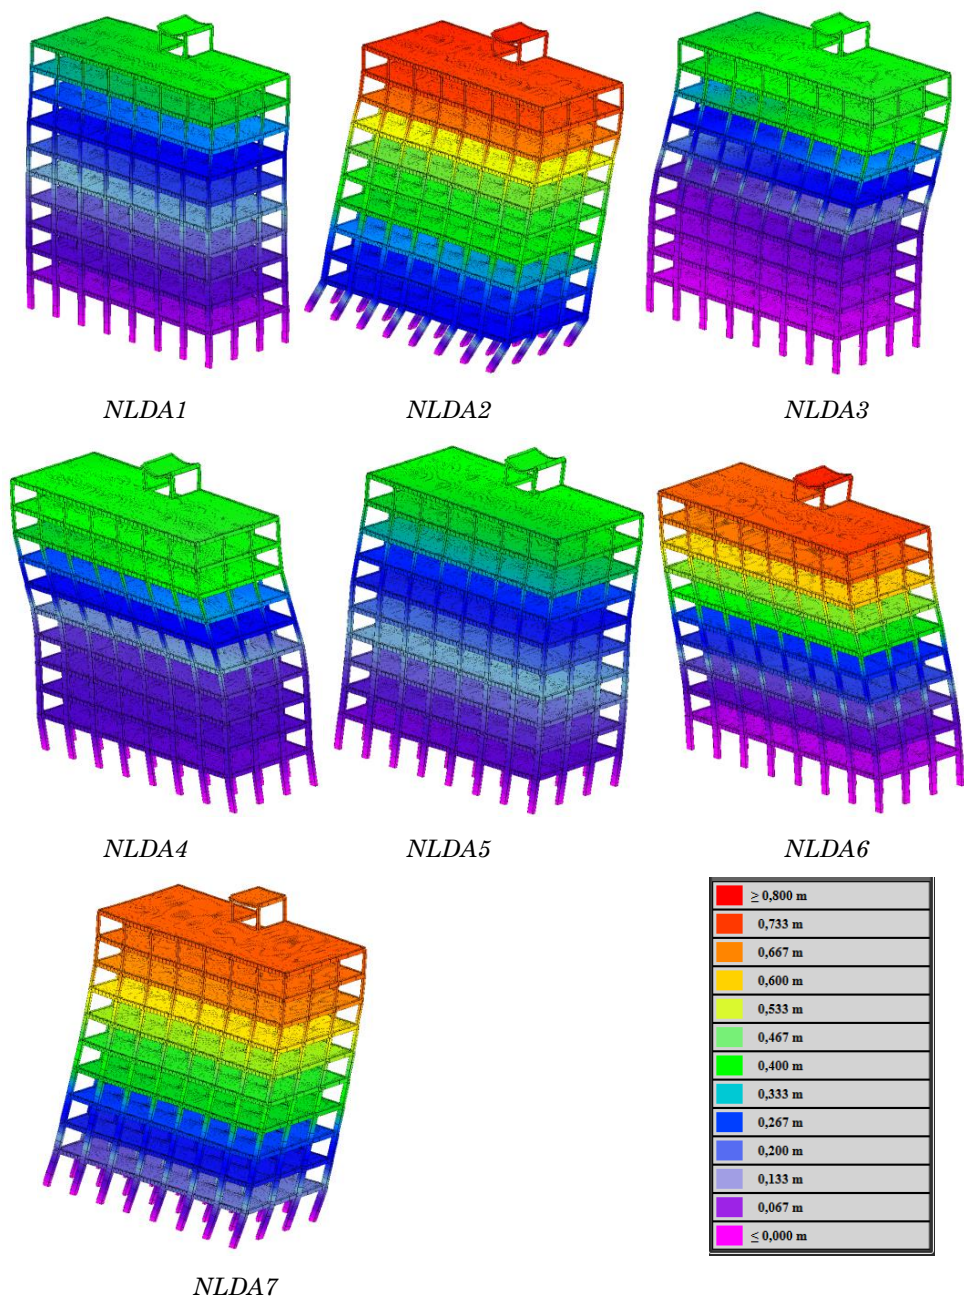 NLDA1
NLDA2
NLDA3
NLDA4
NLDA5
NLDA6
NLDA7
≥ 0,800 m
0,733 m
0,667 m
0,600 m
0,533 m
0,467 m
0,400 m
0,333 m
0,267 m
0,200 m
0,133 m
0,067 m
≤ 0,000 m